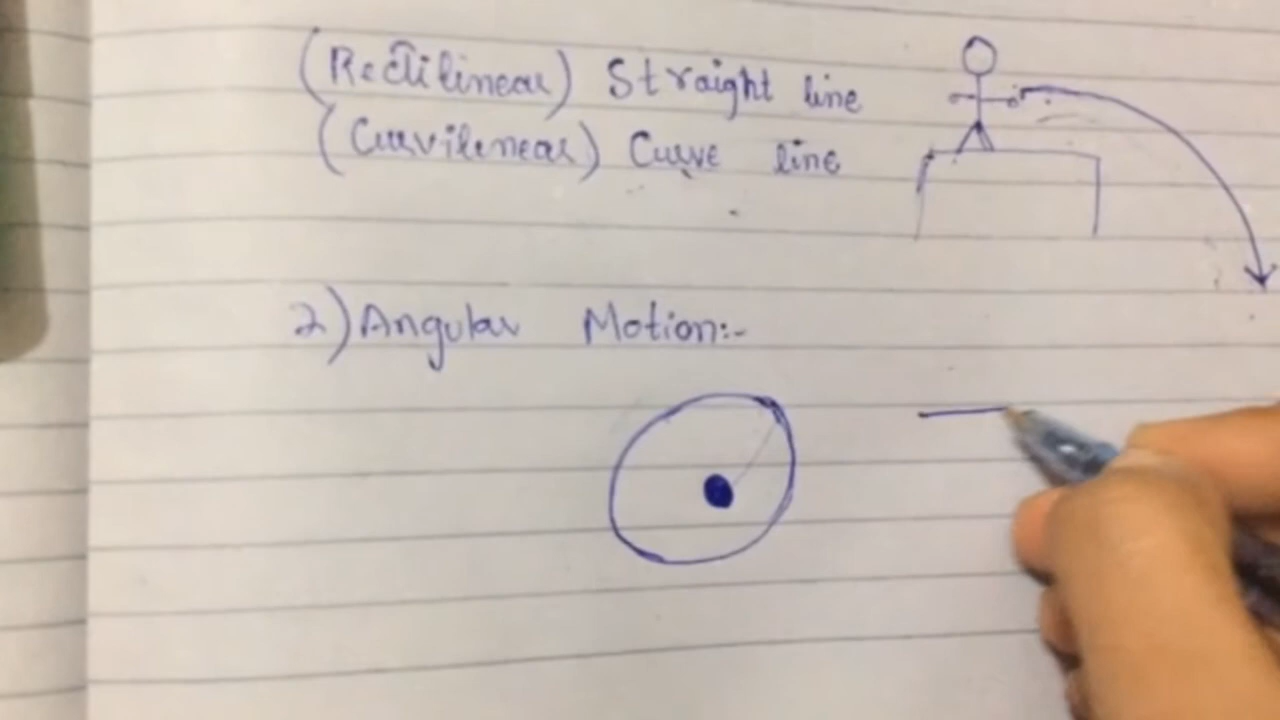 (Rectilinear) Straight line
(Curvilinear) Curve line
2) Angular Motion:-